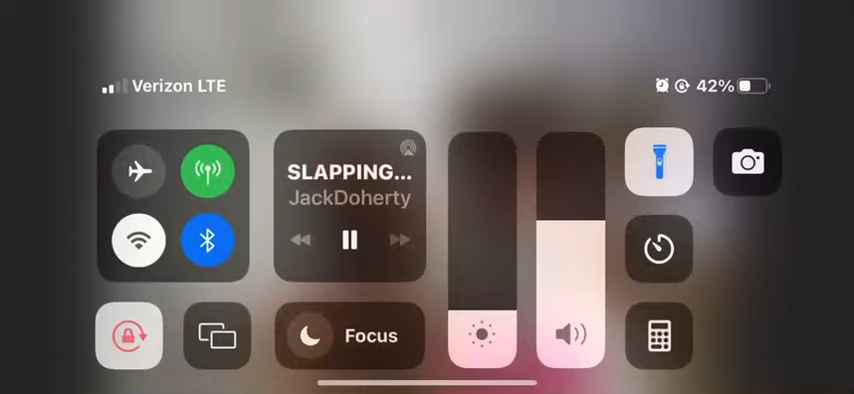 Verizon LTE
42%
SLAPPING...
JackDoherty
Focus